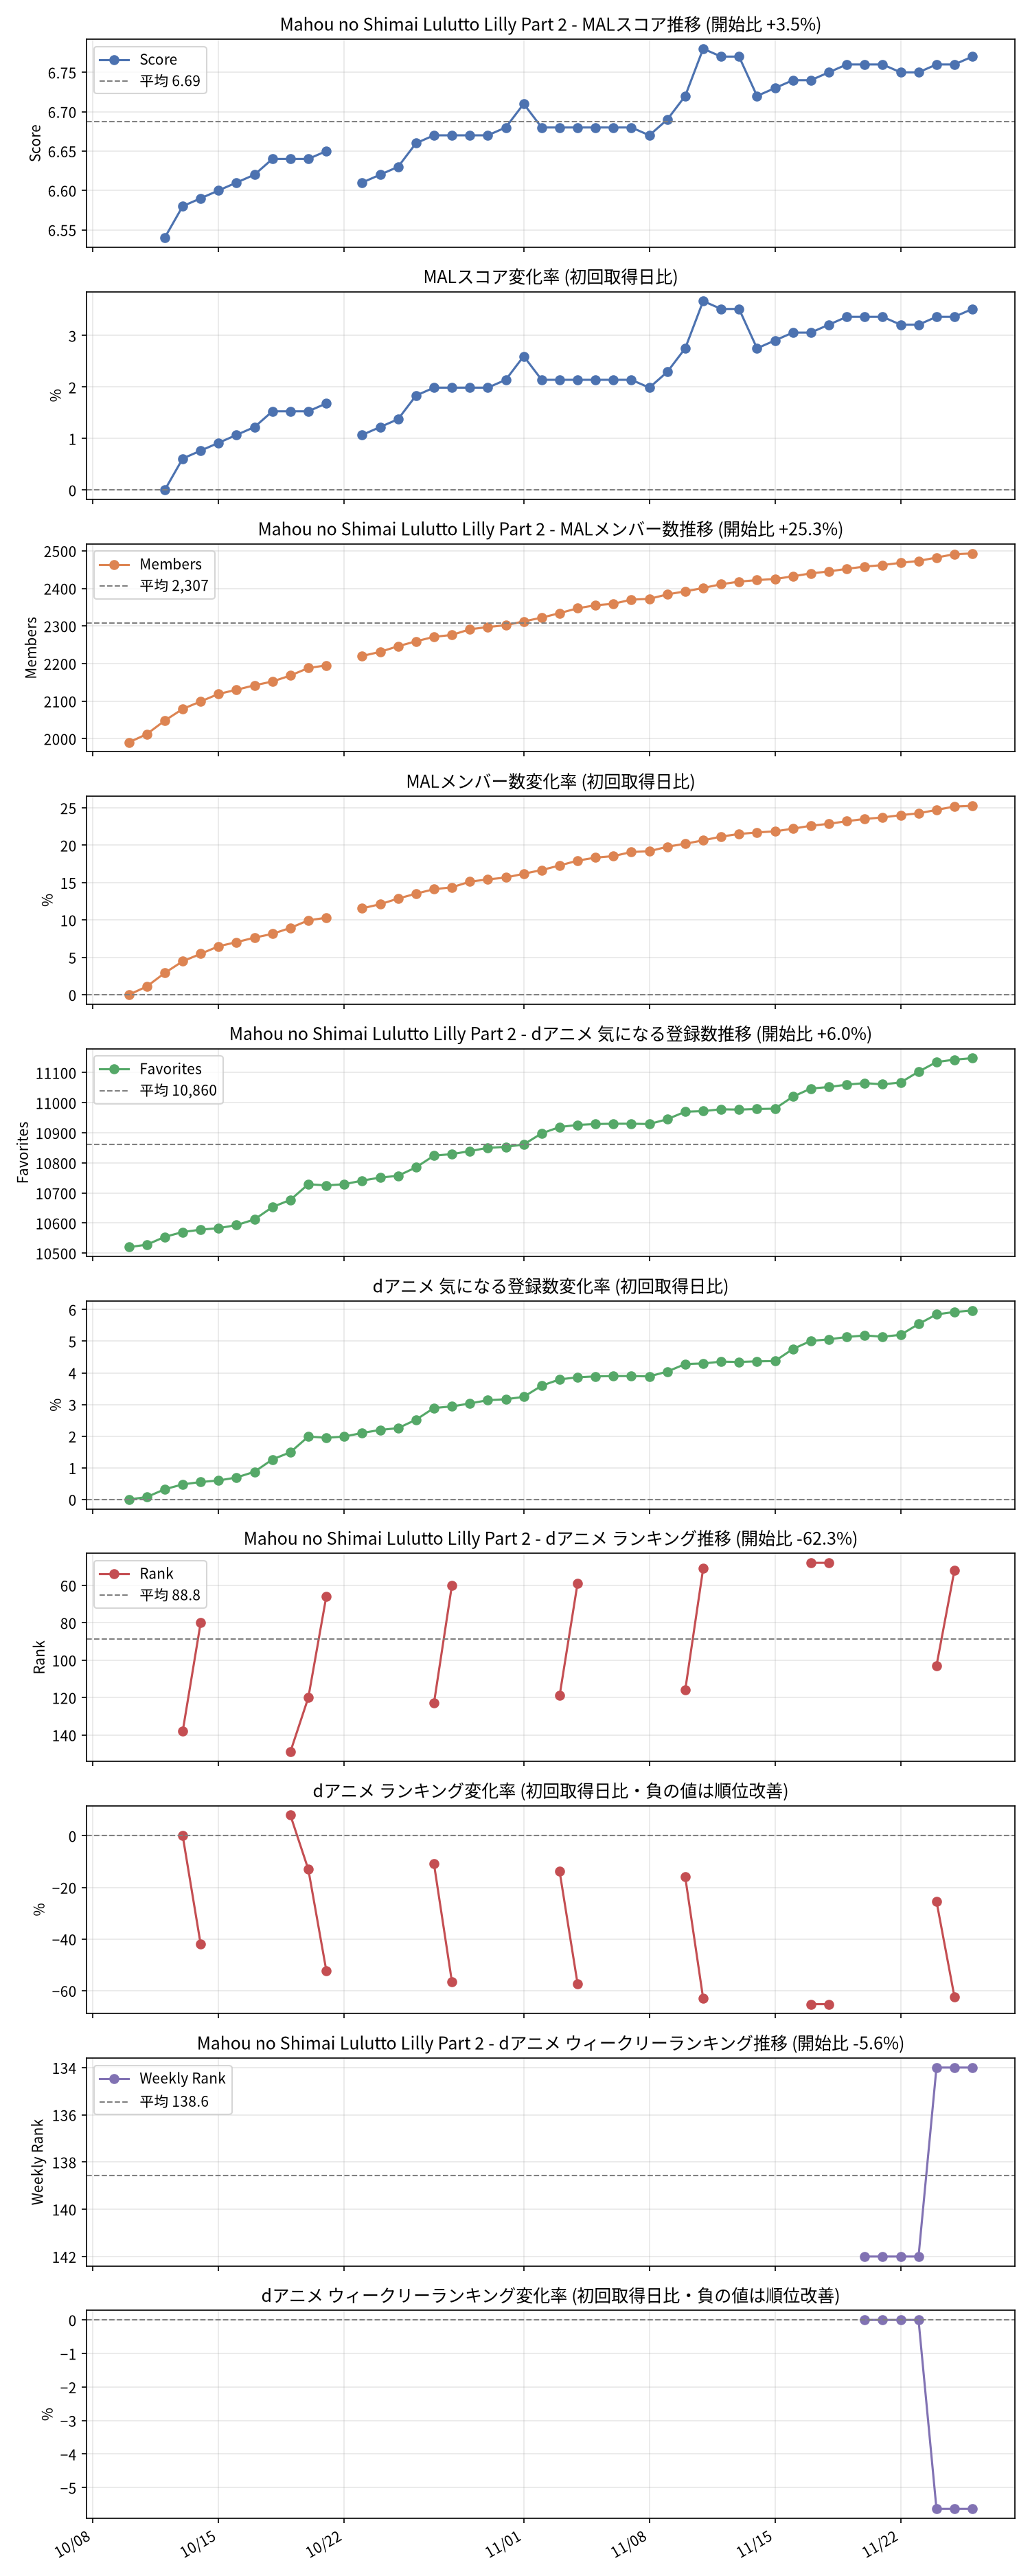 Mahou no Shimai Lulutto Lilly Part 2 - MALスコア推移 (開始比 +3.5%)
Score
平均 6.69
Score
6.75
6.70
6.65
6.60
6.55
MALスコア変化率 (初回取得日比)
%
3
2
1
0
Mahou no Shimai Lulutto Lilly Part 2 - MALメンバー数推移 (開始比 +25.3%)
Members
平均 2,307
Members
2500
2400
2300
2200
2100
2000
MALメンバー数変化率 (初回取得日比)
%
25
20
15
10
5
0
Mahou no Shimai Lulutto Lilly Part 2 - dアニメ 気になる登録数推移 (開始比 +6.0%)
Favorites
平均 10,860
Favorites
11100
11000
10900
10800
10700
10600
10500
dアニメ 気になる登録数変化率 (初回取得日比)
%
6
5
4
3
2
1
0
Mahou no Shimai Lulutto Lilly Part 2 - dアニメ ランキング推移 (開始比 -62.3%)
Rank
平均 88.8
Rank
60
80
100
120
140
dアニメ ランキング変化率 (初回取得日比・負の値は順位改善)
%
0
−20
−40
−60
Mahou no Shimai Lulutto Lilly Part 2 - dアニメ ウィークリーランキング推移 (開始比 -5.6%)
Weekly Rank
平均 138.6
Weekly Rank
134
136
138
140
142
dアニメ ウィークリーランキング変化率 (初回取得日比・負の値は順位改善)
%
0
−1
−2
−3
−4
−5
10/08
10/15
10/22
11/01
11/08
11/15
11/22